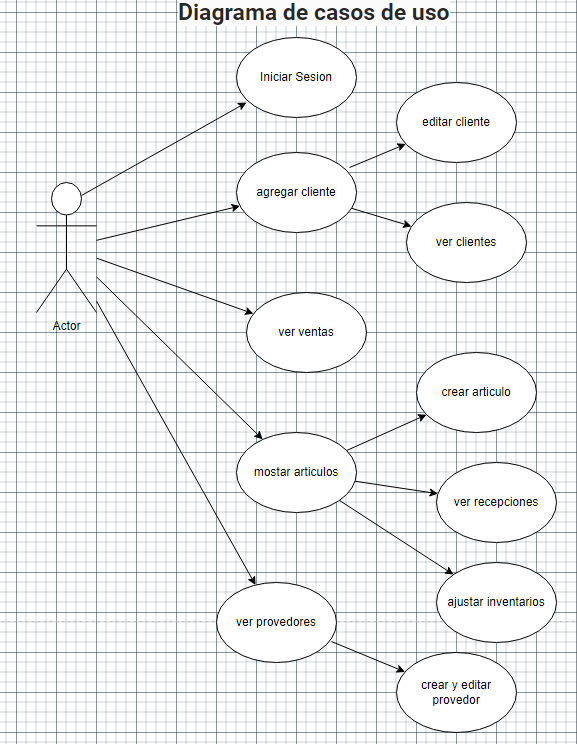 Diagrama de casos de uso
Iniciar Sesion
editar cliente
agregar cliente
ver clientes
Actor
ver ventas
crear articulo
mostar articulos
ver recepciones
ajustar inventarios
ver provedores
crear y editar
provedor